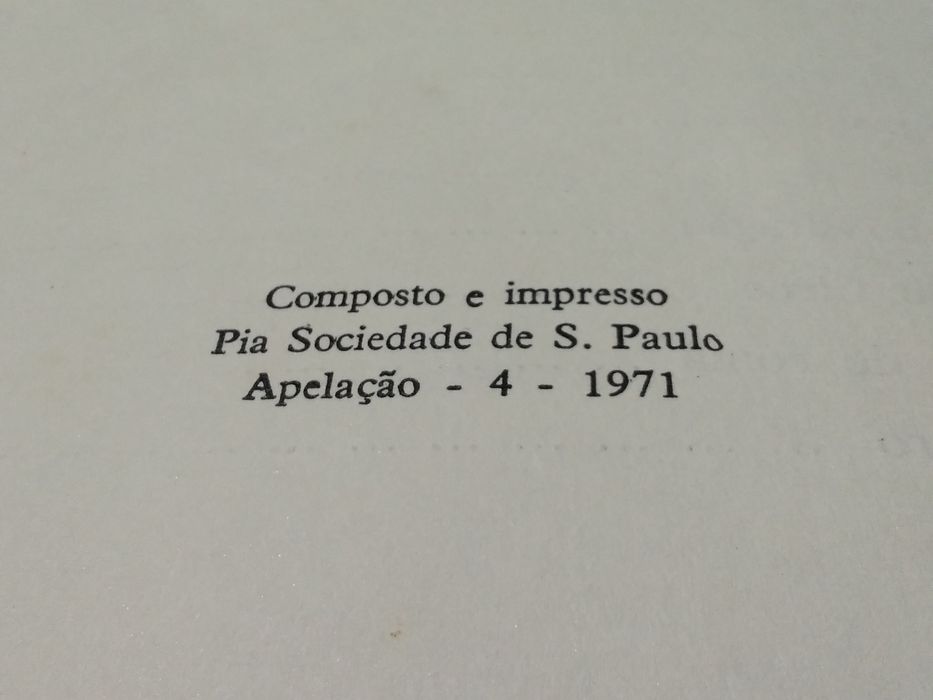 Composto e impresso
Pia Sociedade de S. Paulo
Apelação - 4 - 1971